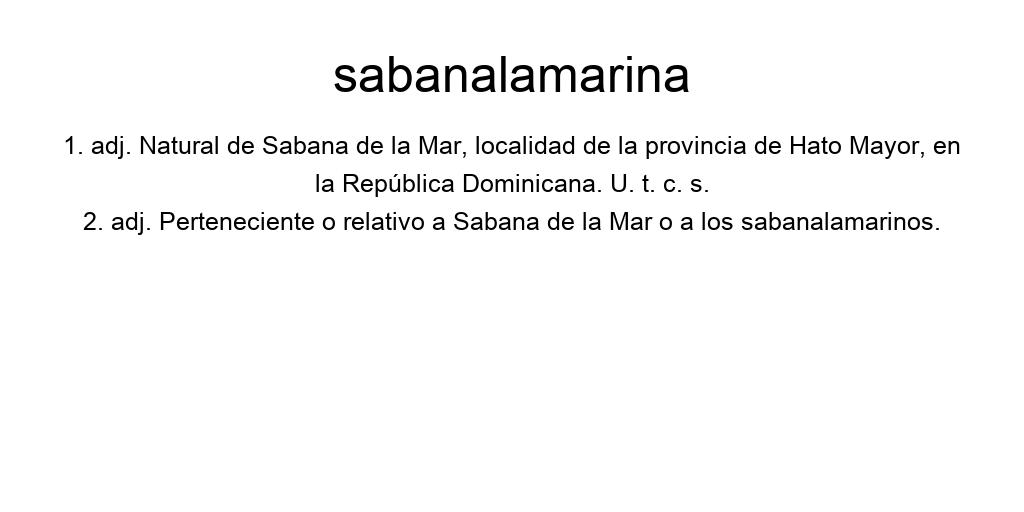 sabanalamarina
1. adj. Natural de Sabana de la Mar, localidad de la provincia de Hato Mayor, en
la República Dominicana. U. t. c. s.
2. adj. Perteneciente o relativo a Sabana de la Mar o a los sabanalamarinos.